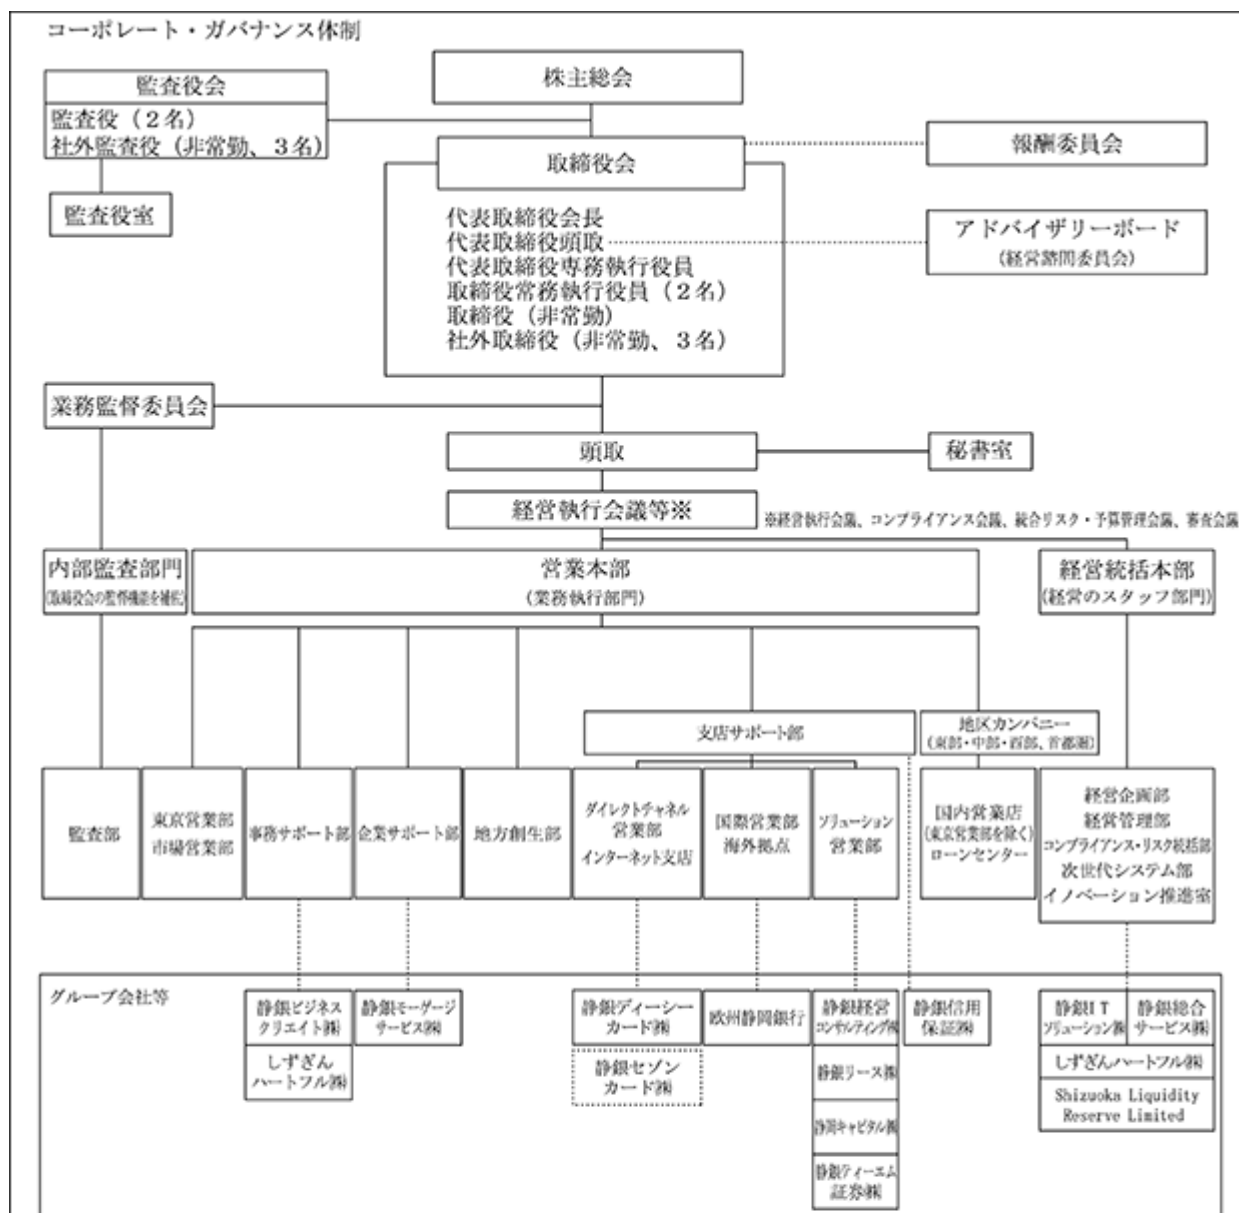 コーポレート・ガバナンス体制
株主総会
監査役会
監査役（２名）
社外監査役（非常勤、３名）
監査役室
取締役会
代表取締役会長
代表取締役頭取
代表取締役専務執行役員
取締役常務執行役員（２名）
取締役（非常勤）
社外取締役（非常勤、３名）
報酬委員会
アドバイザリーボード
（経営諮問委員会）
業務監督委員会
頭取
秘書室
経営執行会議等※
※経営執行会議、コンプライアンス会議、統合リスク・予算管理会議、審査会議
内部監査部門
（取締役会の監督機能を補佐）
営業本部
（業務執行部門）
経営統括本部
（経営のスタッフ部門）
支店サポート部
地区カンパニー
（東部・中部・西部、首都圏）
監査部
東京営業部
市場営業部
事務サポート部
企業サポート部
地方創生部
ダイレクトチャネル
営業部
インターネット支店
国際営業部
海外拠点
ソリューション
営業部
国内営業店
（東京営業部を除く）
ローンセンター
経営企画部
経営管理部
コンプライアンス・リスク統括部
次世代システム部
イノベーション推進室
グループ会社等
静銀ビジネス
クリエイト㈱
しずぎん
ハートフル㈱
静銀モーゲージ
サービス㈱
静銀ディーシー
カード㈱
静銀セゾン
カード㈱
欧州静岡銀行
静銀経営
コンサルティング㈱
静銀リース㈱
静岡キャピタル㈱
静銀ティーエム
証券㈱
静銀信用
保証㈱
静銀ＩＴ
ソリューション㈱
静銀総合
サービス㈱
しずぎんハートフル㈱
Shizuoka Liquidity
Reserve Limited